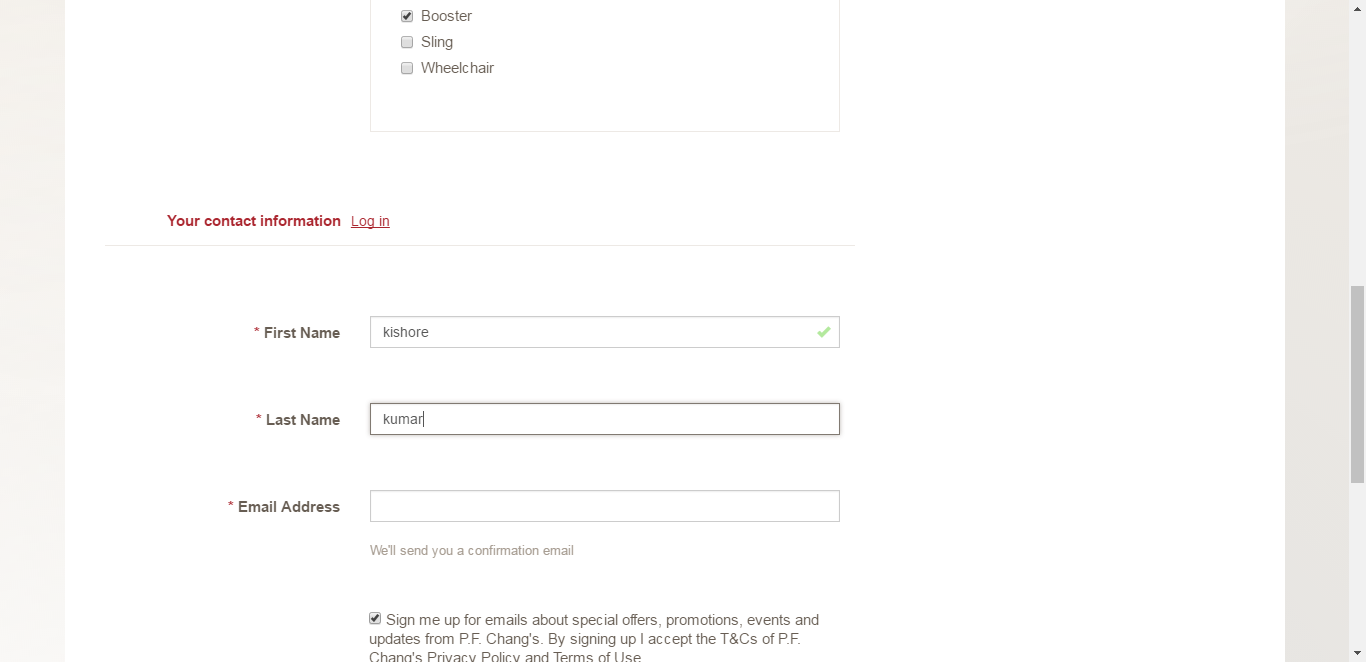 Booster
Sling
Wheelchair
Your contact information Log in
* First Name kishore
* Last Name kumar
* Email Address
We'll send you a confirmation email
Sign me up for emails about special offers, promotions, events and
updates from P.F. Chang's. By signing up I accept the T&Cs of P.F.
Chang's Privacy Policy and Terms of Use